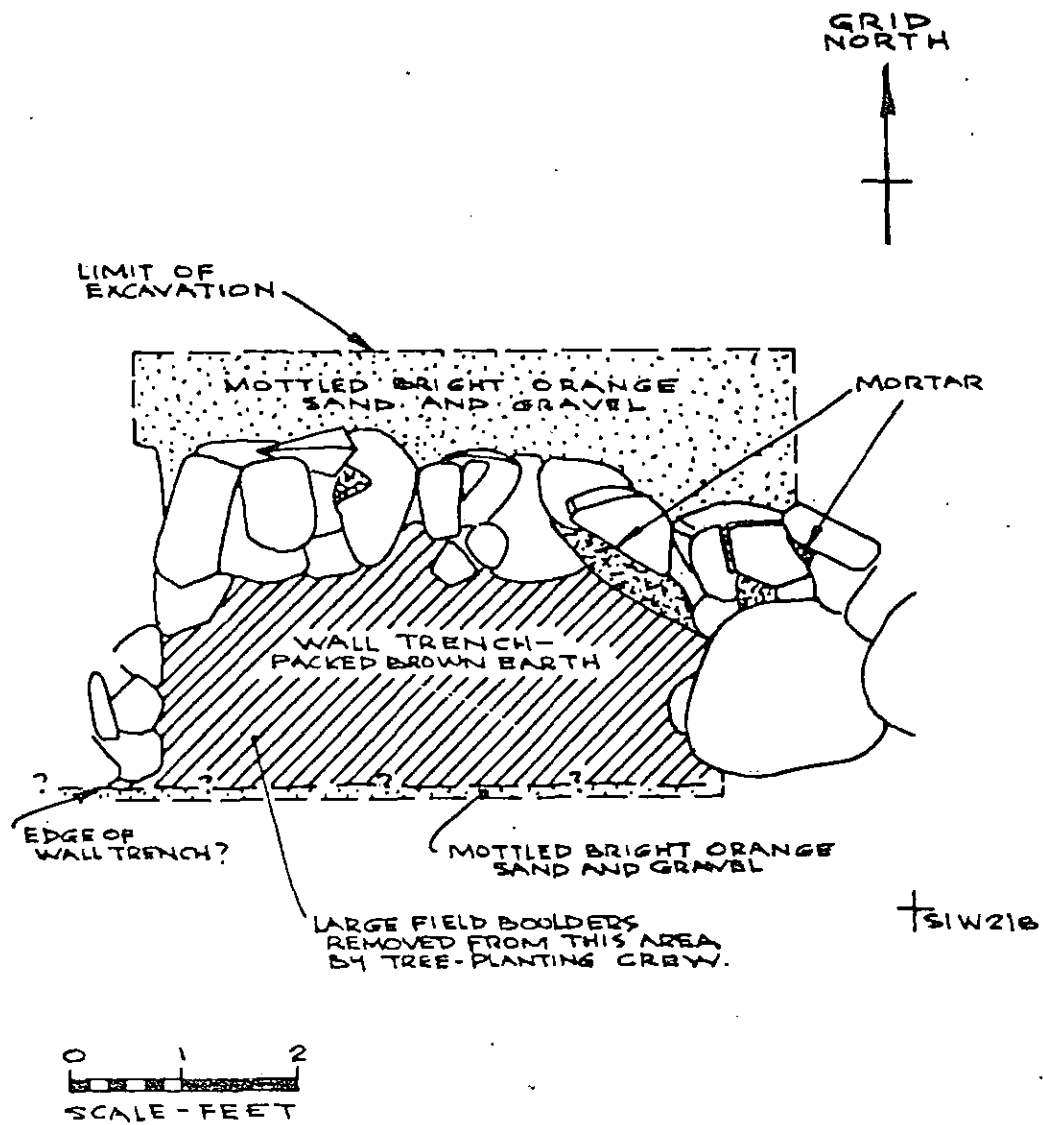 GRID
NORTH
LIMIT OF
EXCAVATION
MOTTLED BRIGHT ORANGE
SAND AND GRAVEL
MORTAR
WALL TRENCH-
PACKED BROWN EARTH
? ? ? ?
EDGE OF
WALL TRENCH?
MOTTLED BRIGHT ORANGE
SAND AND GRAVEL
LARGE FIELD BOULDERS
REMOVED FROM THIS AREA
BY TREE-PLANTING CREW.
S1W218
0 1 2
SCALE - FEET